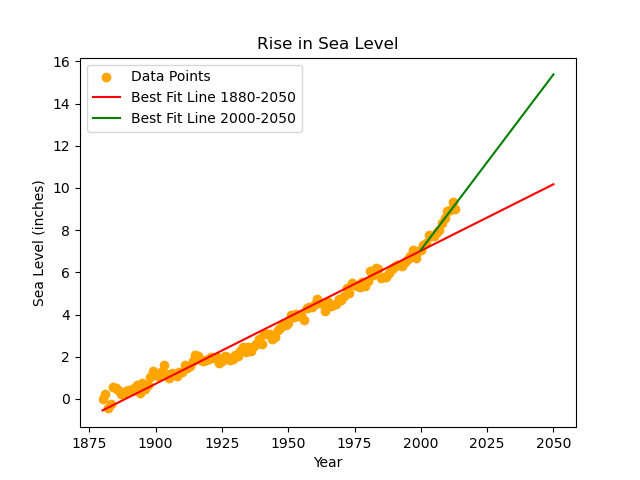 Rise in Sea Level
Data Points
Best Fit Line 1880-2050
Best Fit Line 2000-2050
Sea Level (inches)
16
14
12
10
8
6
4
2
0
1875 1900 1925 1950 1975 2000 2025 2050
Year